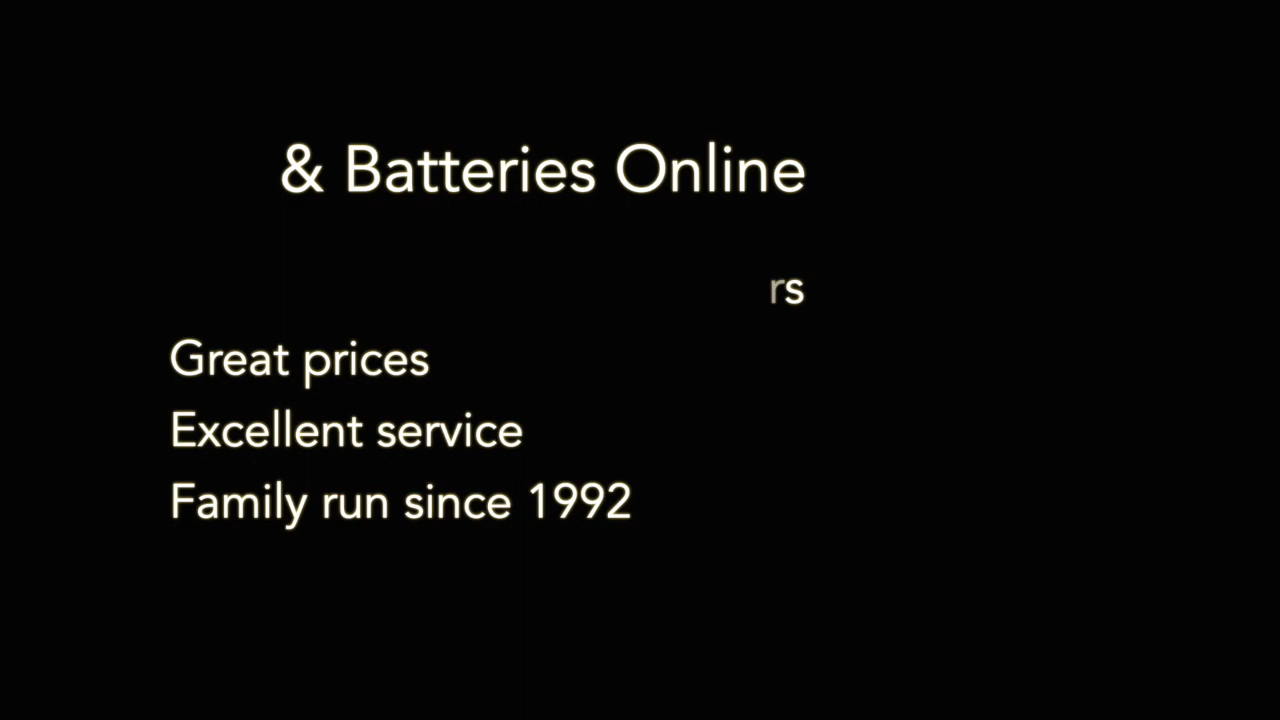 & Batteries Online
rs
Great prices
Excellent service
Family run since 1992